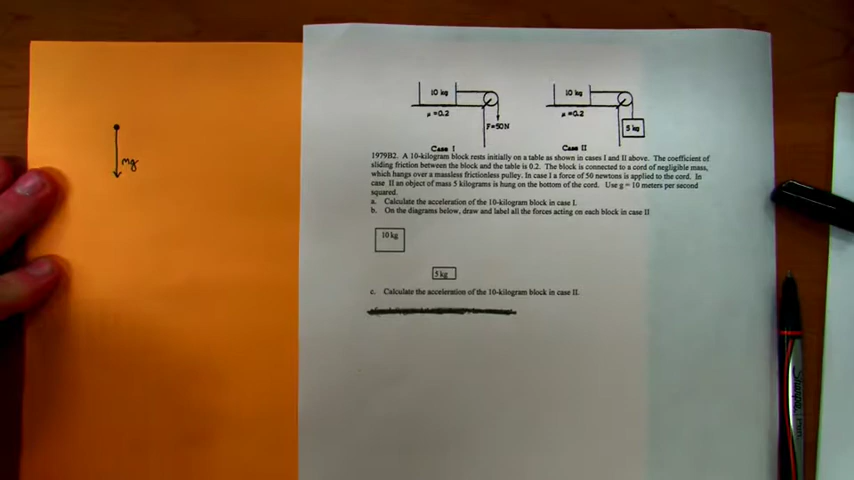 mg
10 kg
μ=0.2
F=50N
Case I
10 kg
μ=0.2
5 kg
Case II
1979B2. A 10-kilogram block rests initially on a table as shown in cases I and II above. The coefficient of
sliding friction between the block and the table is 0.2. The block is connected to a cord of negligible mass,
which hangs over a massless frictionless pulley. In case I a force of 50 newtons is applied to the cord. In
case II an object of mass 5 kilograms is hung on the bottom of the cord. Use g = 10 meters per second
squared.
a. Calculate the acceleration of the 10-kilogram block in case I.
b. On the diagrams below, draw and label all the forces acting on each block in case II
10 kg
5 kg
c. Calculate the acceleration of the 10-kilogram block in case II.
Sharpie